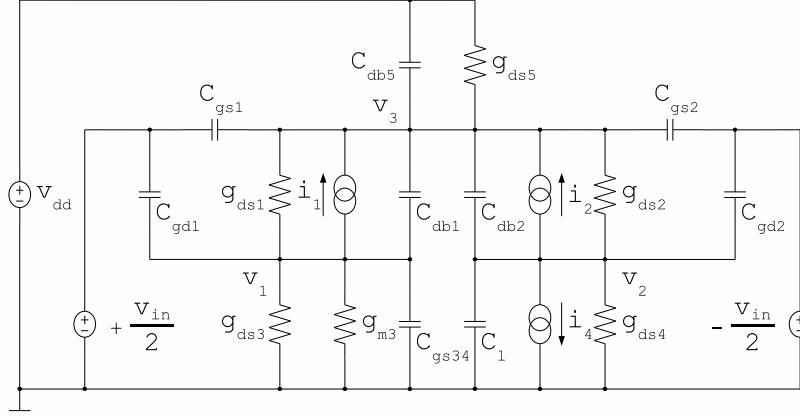 C db5
g ds5
v 3
C gs1
C gs2
+ − v dd
C gd1
g ds1
i 1
C db1
C db2
i 2
g ds2
C gd2
v 1
v 2
+ − + v in / 2
g ds3
g m3
C gs34
C l
i 4
g ds4
− v in / 2 +